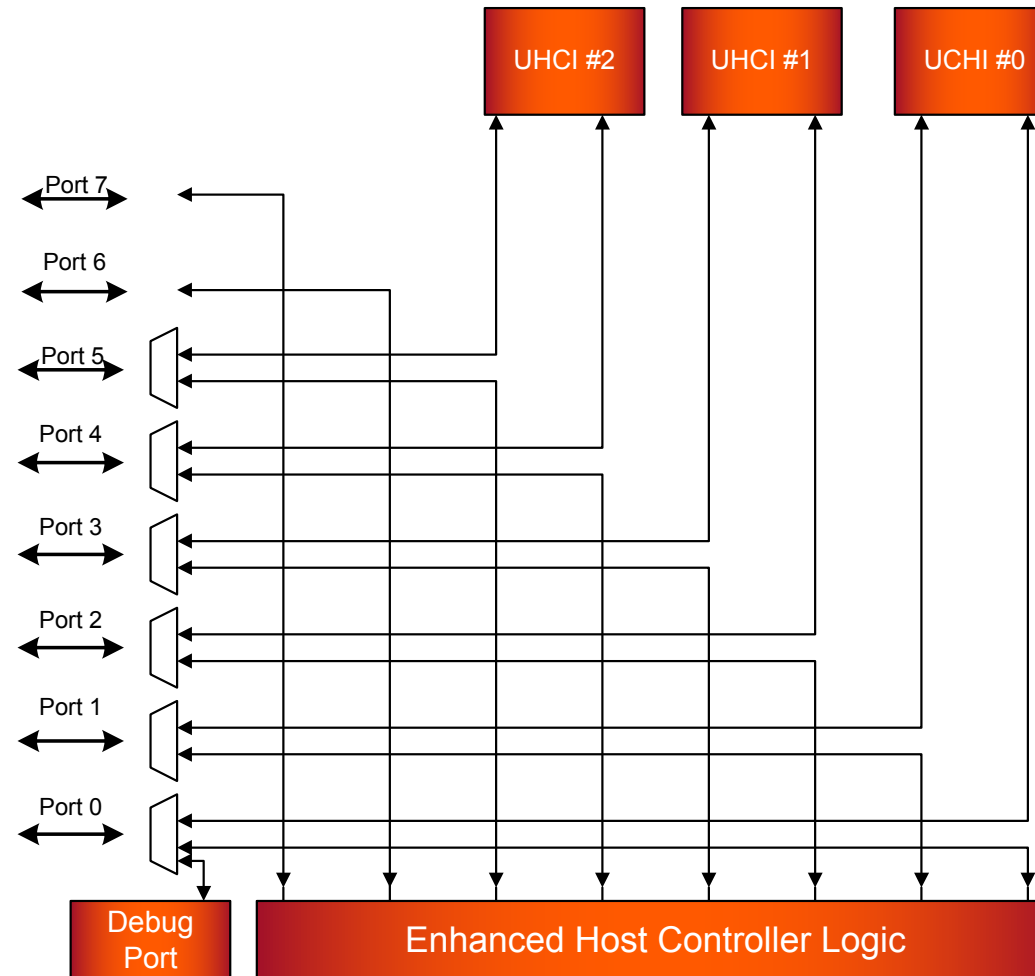 UHCI #2
UHCI #1
UCHI #0
Port 7
Port 6
Port 5
Port 4
Port 3
Port 2
Port 1
Port 0
Debug
Port
Enhanced Host Controller Logic